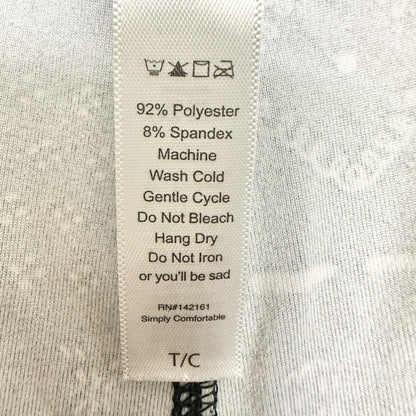 92% Polyester
8% Spandex
Machine
Wash Cold
Gentle Cycle
Do Not Bleach
Hang Dry
Do Not Iron
or you'll be sad
RN#142161
Simply Comfortable
T/C